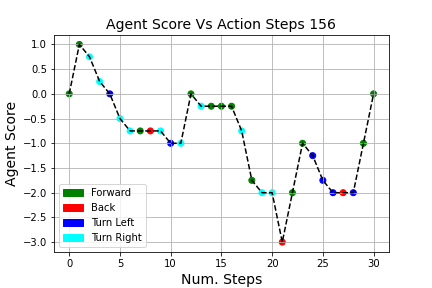 Agent Score Vs Action Steps 156
1.0
0.5
0.0
−0.5
−1.0
−1.5
−2.0
−2.5
−3.0
Agent Score
Forward
Back
Turn Left
Turn Right
0 5 10 15 20 25 30
Num. Steps